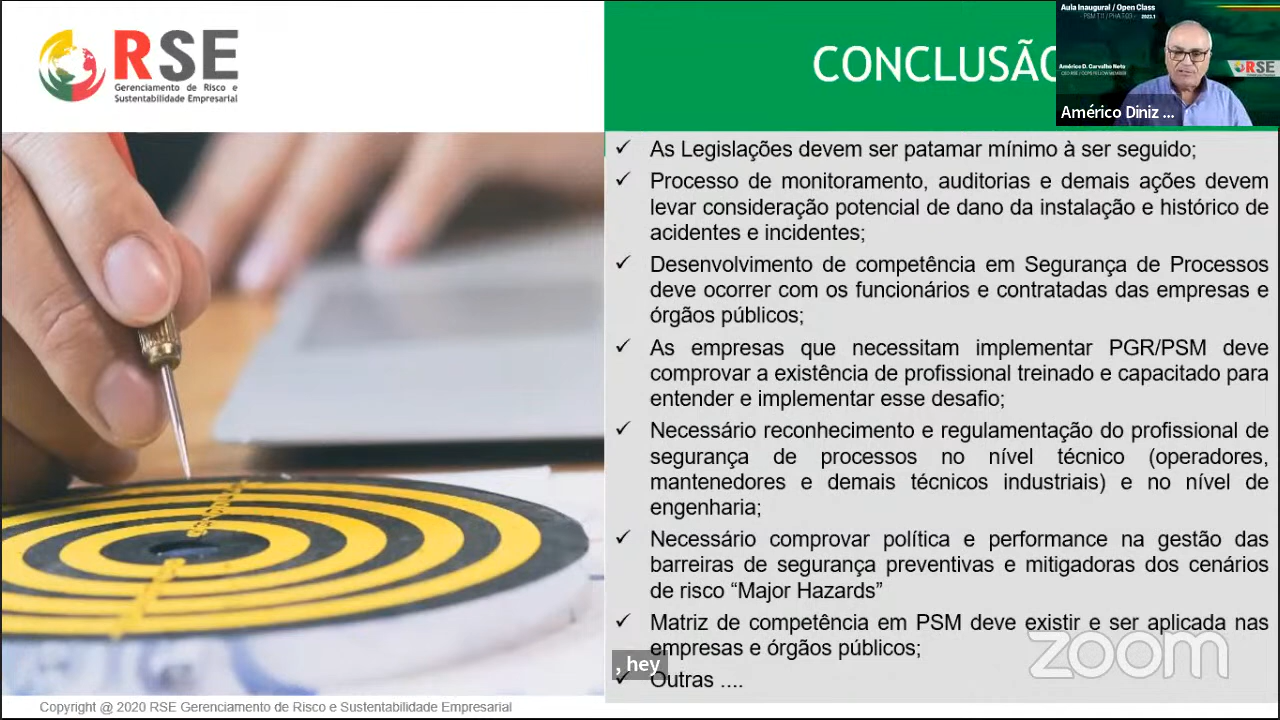 RSE
Gerenciamento de Risco e
Sustentabilidade Empresarial
CONCLUSÃO
Aula Inaugural / Open Class
2023.1
RSE
Américo Diniz ...
As Legislações devem ser patamar mínimo à ser seguido;
Processo de monitoramento, auditorias e demais ações devem
levar consideração potencial de dano da instalação e histórico de
acidentes e incidentes;
Desenvolvimento de competência em Segurança de Processos
deve ocorrer com os funcionários e contratadas das empresas e
órgãos públicos;
As empresas que necessitam implementar PGR/PSM deve
comprovar a existência de profissional treinado e capacitado para
entender e implementar esse desafio;
Necessário reconhecimento e regulamentação do profissional de
segurança de processos no nível técnico (operadores,
mantenedores e demais técnicos industriais) e no nível de
engenharia;
Necessário comprovar política e performance na gestão das
barreiras de segurança preventivas e mitigadoras dos cenários
de risco “Major Hazards”
Matriz de competência em PSM deve existir e ser aplicada nas
empresas e órgãos públicos;
Outras ....
, hey
zoom
Copyright @ 2020 RSE Gerenciamento de Risco e Sustentabilidade Empresarial